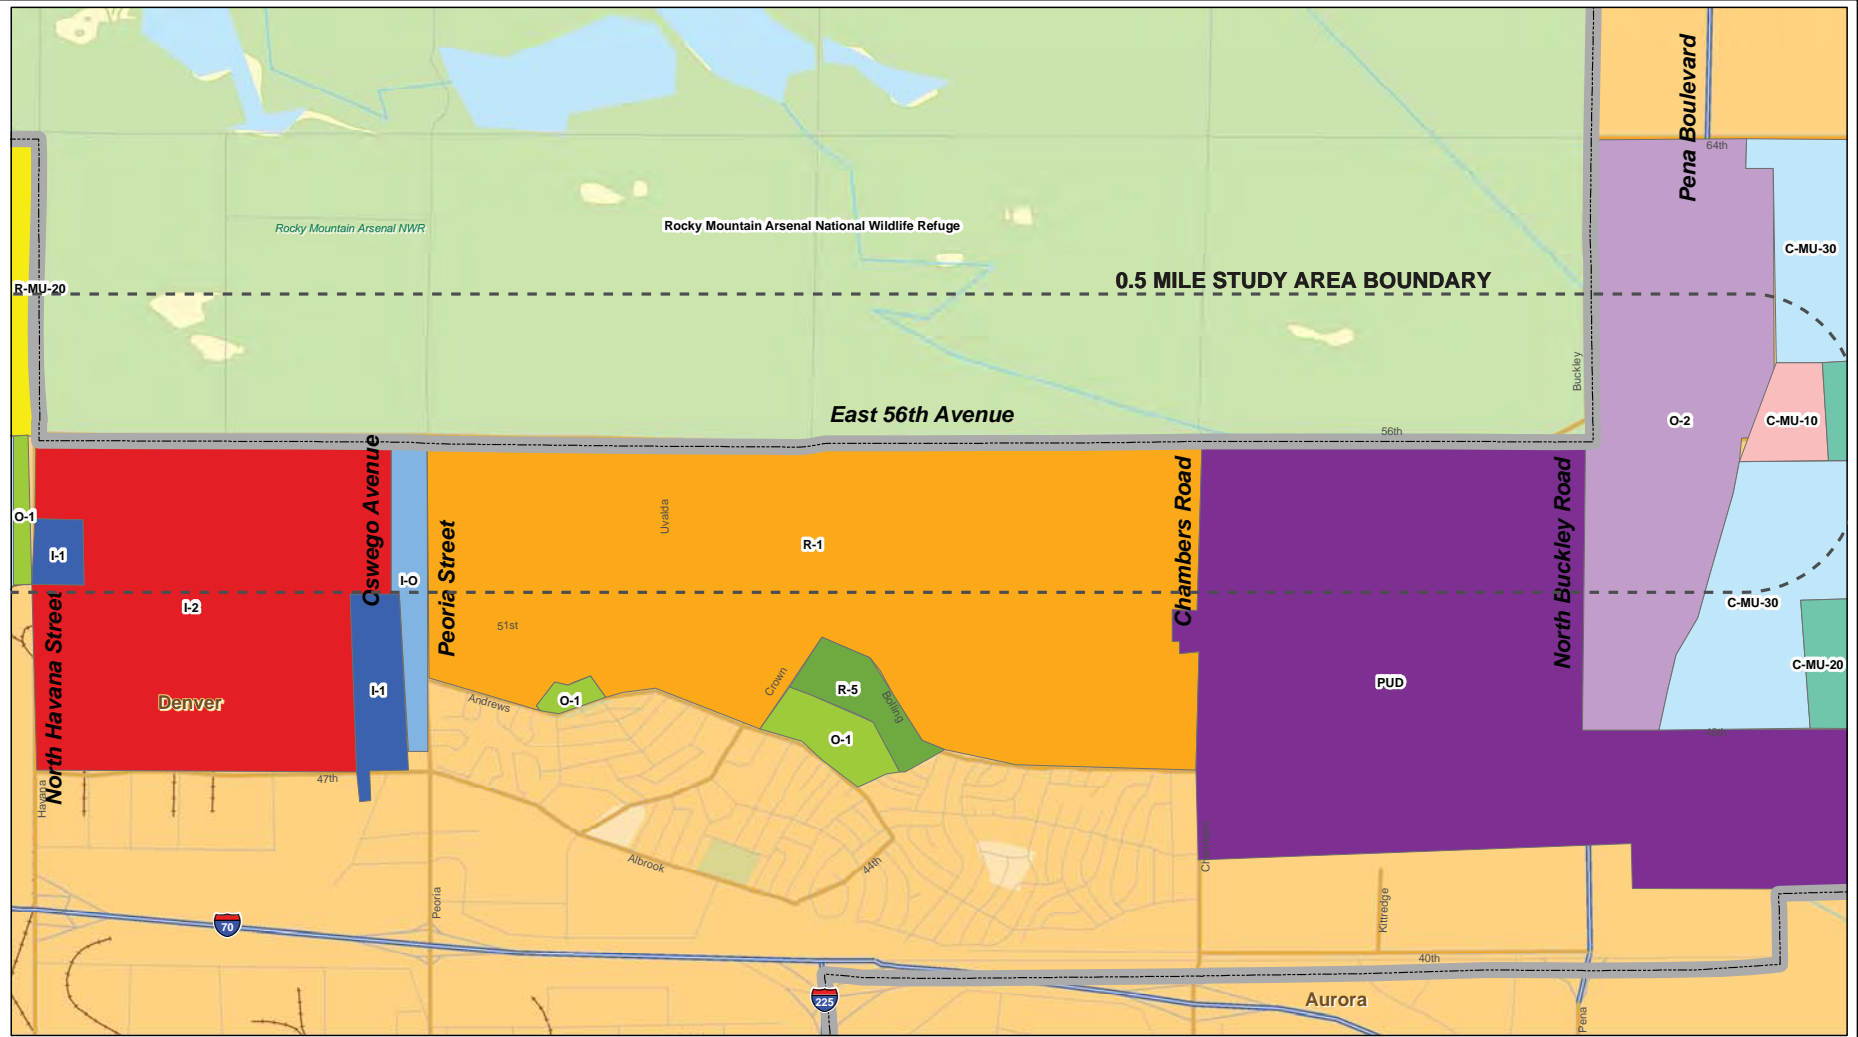 Pena Boulevard
64th
Rocky Mountain Arsenal NWR
Rocky Mountain Arsenal National Wildlife Refuge
C-MU-30
R-MU-20
0.5 MILE STUDY AREA BOUNDARY
Buckley
East 56th Avenue
56th
O-2
C-MU-10
O-1
I-1
Oswego Avenue
I-O
Peoria Street
Uvalda
R-1
Chambers Road
North Buckley Road
I-2
North Havana Street
51st
C-MU-30
C-MU-20
Denver
I-1
Andrews
O-1
Crown
R-5
Bolling
O-1
PUD
47th
Havana
Albrook
44th
Peoria
Kittredge
70
40th
225
Aurora
Pena